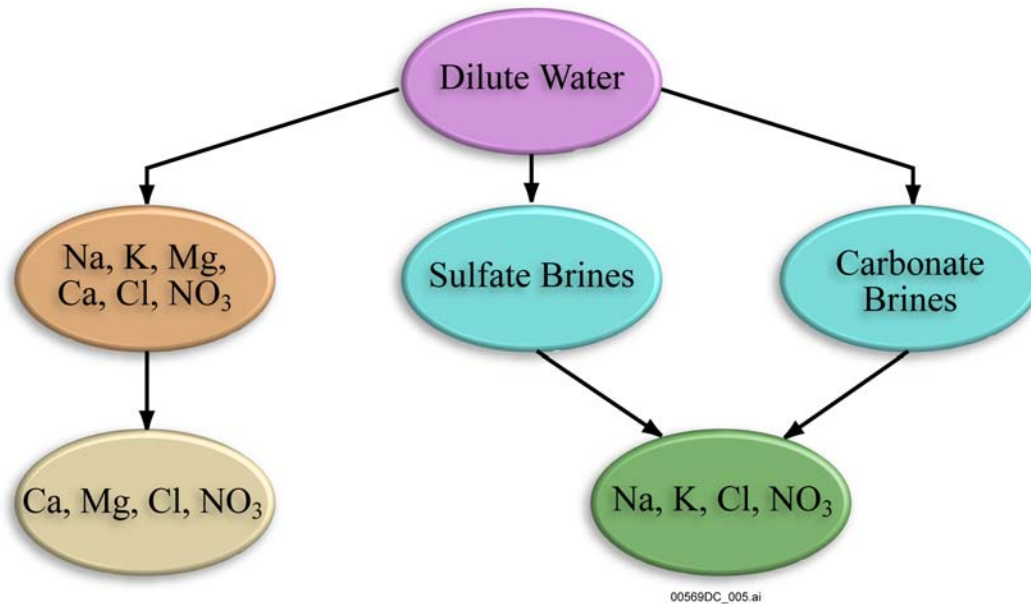 Dilute Water
Na, K, Mg,
Ca, Cl, NO₃
Sulfate Brines
Carbonate
Brines
Ca, Mg, Cl, NO₃
Na, K, Cl, NO₃
00569DC_005.ai